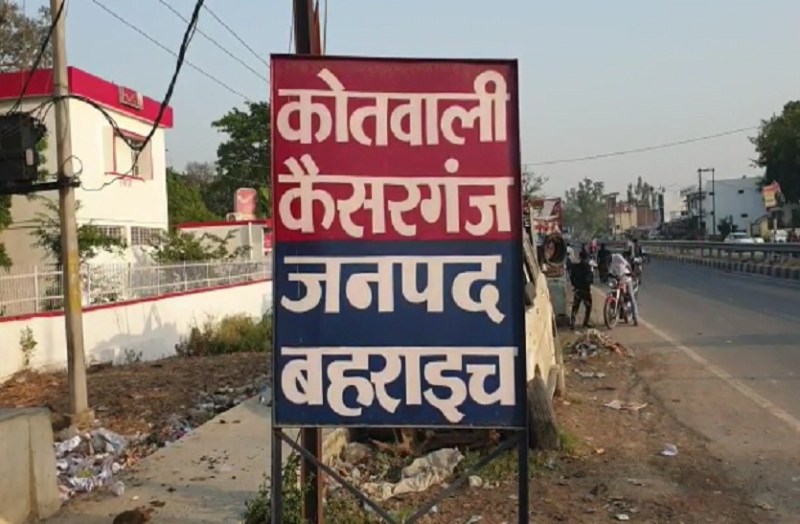 कोतवाली
कैसरगंज
जनपद
बहराइच